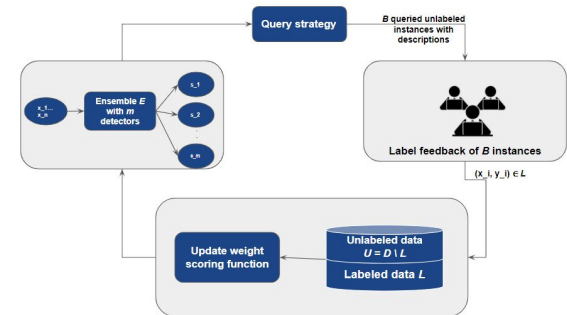 Query strategy
B queried unlabeled
instances with
descriptions
x_1...
x_n
Ensemble E
with m
detectors
s_1
s_2
.
.
s_m
Label feedback of B instances
(x_i, y_i) ∈ L
Update weight
scoring function
Unlabeled data
U = D \ L
Labeled data L